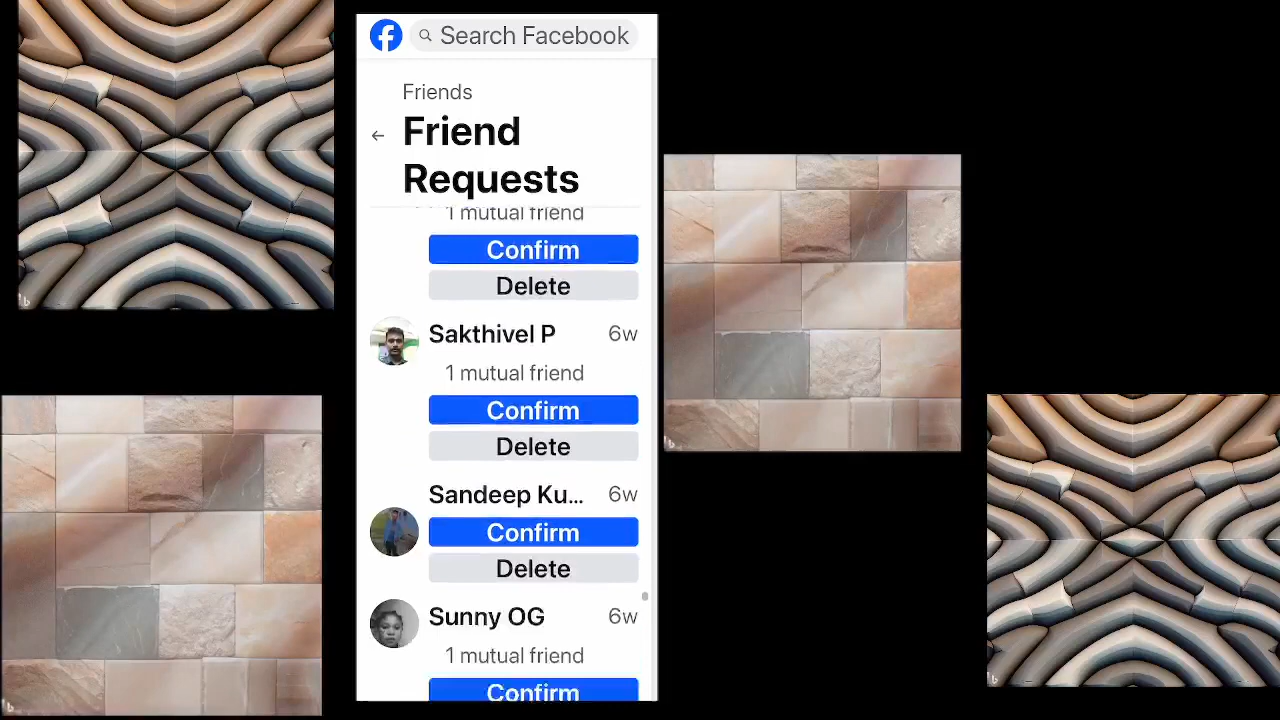 Search Facebook
Friends
Friend
Requests
1 mutual friend
Confirm
Delete
Sakthivel P 6w
1 mutual friend
Confirm
Delete
Sandeep Ku... 6w
Confirm
Delete
Sunny OG 6w
1 mutual friend
Confirm